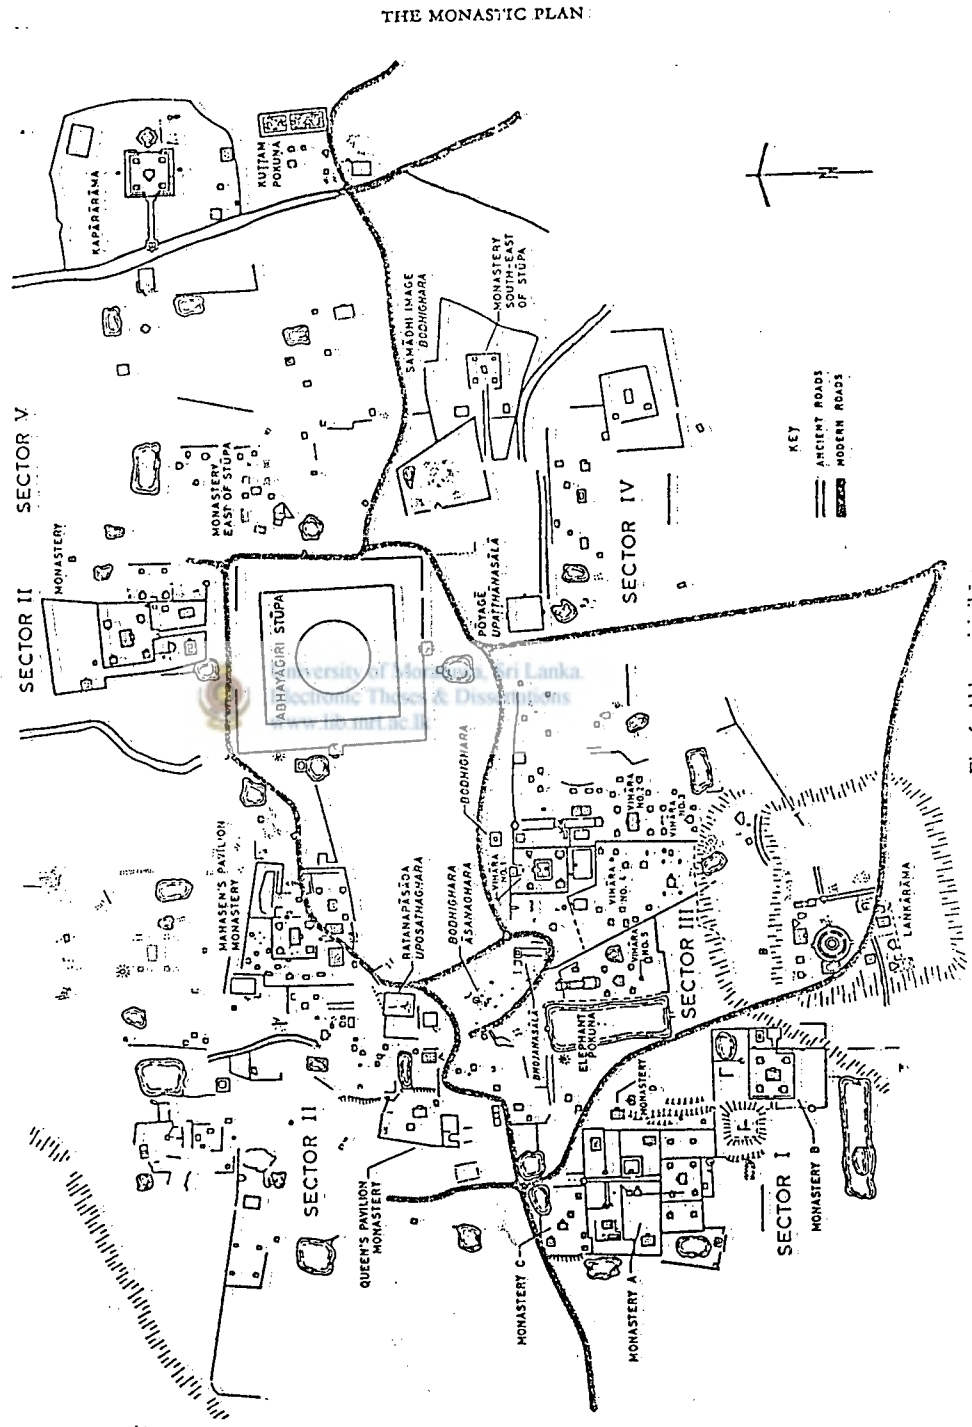 THE MONASTIC PLAN
KAPĀRĀRĀMA
KUṬṬAM
POKUNA
SECTOR V
SAMĀDHI IMAGE
BODHIGHARA
MONASTERY
SOUTH-EAST
OF STŪPA
MONASTERY
EAST OF STŪPA
SECTOR II
MONASTERY
B
SECTOR IV
KEY
ANCIENT ROADS
MODERN ROADS
N
ABHAYAGIRI STŪPA
PŌYAGĒ
UPAṬṬHĀNASĀLĀ
University of Moratuwa, Sri Lanka.
Electronic Theses & Dissertations
www.lib.mrt.ac.lk
BODHIGHARA
MAHASEN'S PAVILION
MONASTERY
RATANAPĀSĀDA
UPOSATHAGHARA
BODHIGHARA
ĀSANAGHARA
VIHĀRA
NO. 1
VIHĀRA
NO. 2
VIHĀRA
NO. 3
VIHĀRA
NO. 4
VIHĀRA
NO. 5
SECTOR III
LANKĀRĀMA
B
BHOJANASĀLĀ
ELEPHANT
POKUNA
MONASTERY
D
SECTOR II
QUEEN'S PAVILION
MONASTERY
MONASTERY C
MONASTERY A
SECTOR I
MONASTERY B